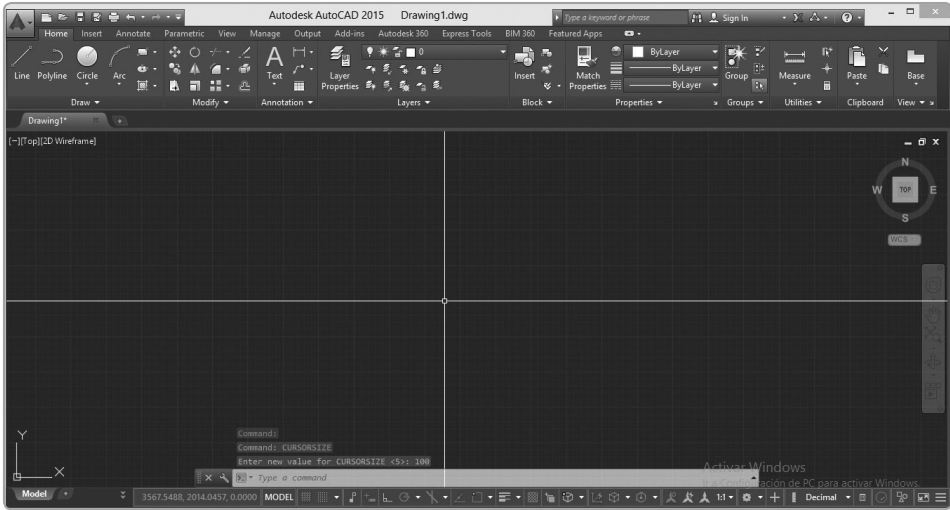 Autodesk AutoCAD 2015 Drawing1.dwg
Type a keyword or phrase
Sign In
Home Insert Annotate Parametric View Manage Output Add-ins Autodesk 360 Express Tools BIM 360 Featured Apps
0
ByLayer
ByLayer
ByLayer
Line Polyline Circle Arc
Text
Layer Properties
Insert
Match Properties
Group
Measure
Paste
Base
Draw Modify Annotation Layers Block Properties Groups Utilities Clipboard View
Drawing1*
[−][Top][2D Wireframe]
N
W TOP E
S
WCS
Command:
Command: CURSORSIZE
Enter new value for CURSORSIZE <5>: 100
Type a command
Y
X
Activar Windows
ación de PC para activar Windows.
Model
3567.5488, 2014.0457, 0.0000 MODEL
1:1
Decimal